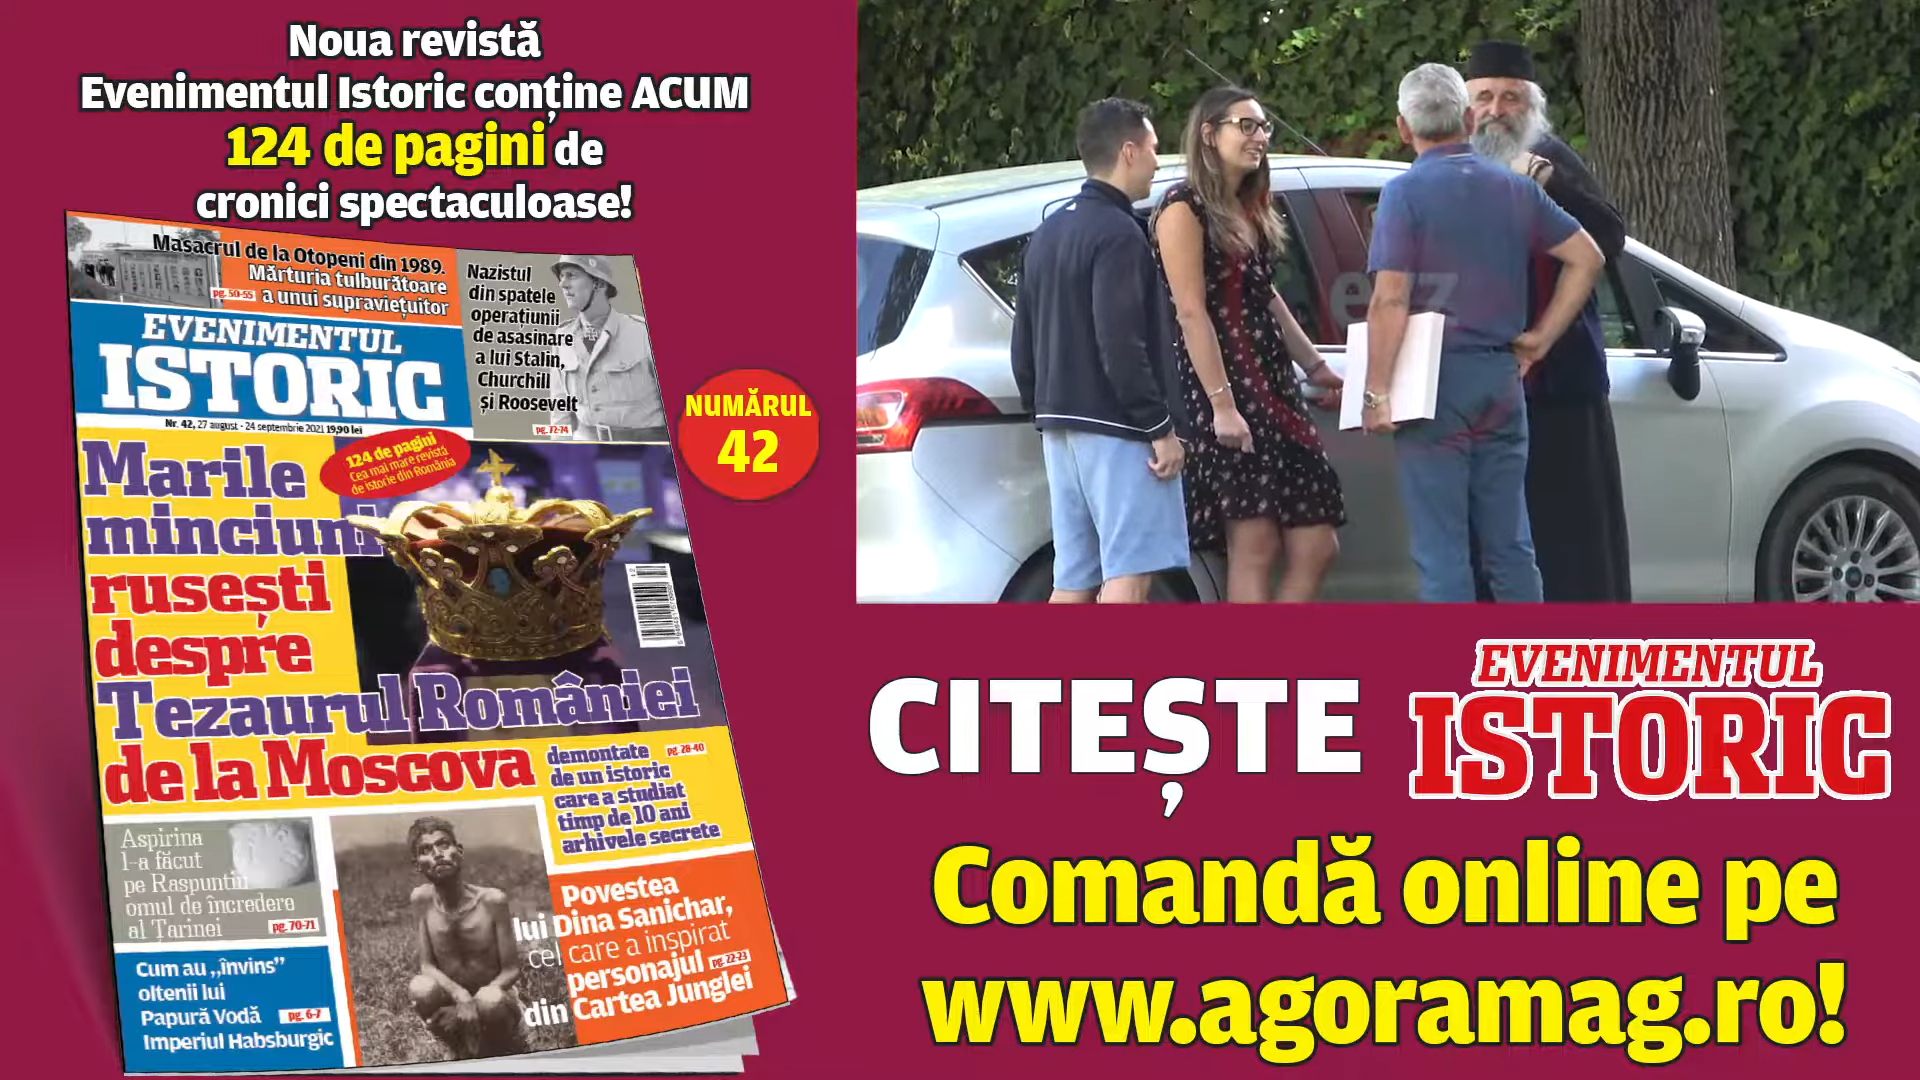 Noua revistă
Evenimentul Istoric conține ACUM
124 de pagini de
cronici spectaculoase!
Masacrul de la Otopeni din 1989.
Mărturia tulburătoare
pg. 50-55 a unui supraviețuitor
Nazistul
din spatele
operațiunii
de asasinare
a lui Stalin,
Churchill
și Roosevelt
pg. 72-74
EVENIMENTUL
ISTORIC
Nr. 42, 27 august - 24 septembrie 2021 19,90 lei
124 de pagini
Cea mai mare revistă
de istorie din România
Marile
minciuni
rusești
despre
Tezaurul României
de la Moscova
demontate pg. 28-40
de un istoric
care a studiat
timp de 10 ani
arhivele secrete
Aspirina
l-a făcut
pe Rasputin
omul de încredere
al Țarinei pg. 70-71
Cum au „învins”
oltenii lui
Papură Vodă pg. 6-7
Imperiul Habsburgic
Povestea
lui Dina Sanichar,
cel care a inspirat
personajul pg. 22-23
din Cartea Junglei
NUMĂRUL
42
CITEȘTE
EVENIMENTUL
ISTORIC
Comandă online pe
www.agoramag.ro!